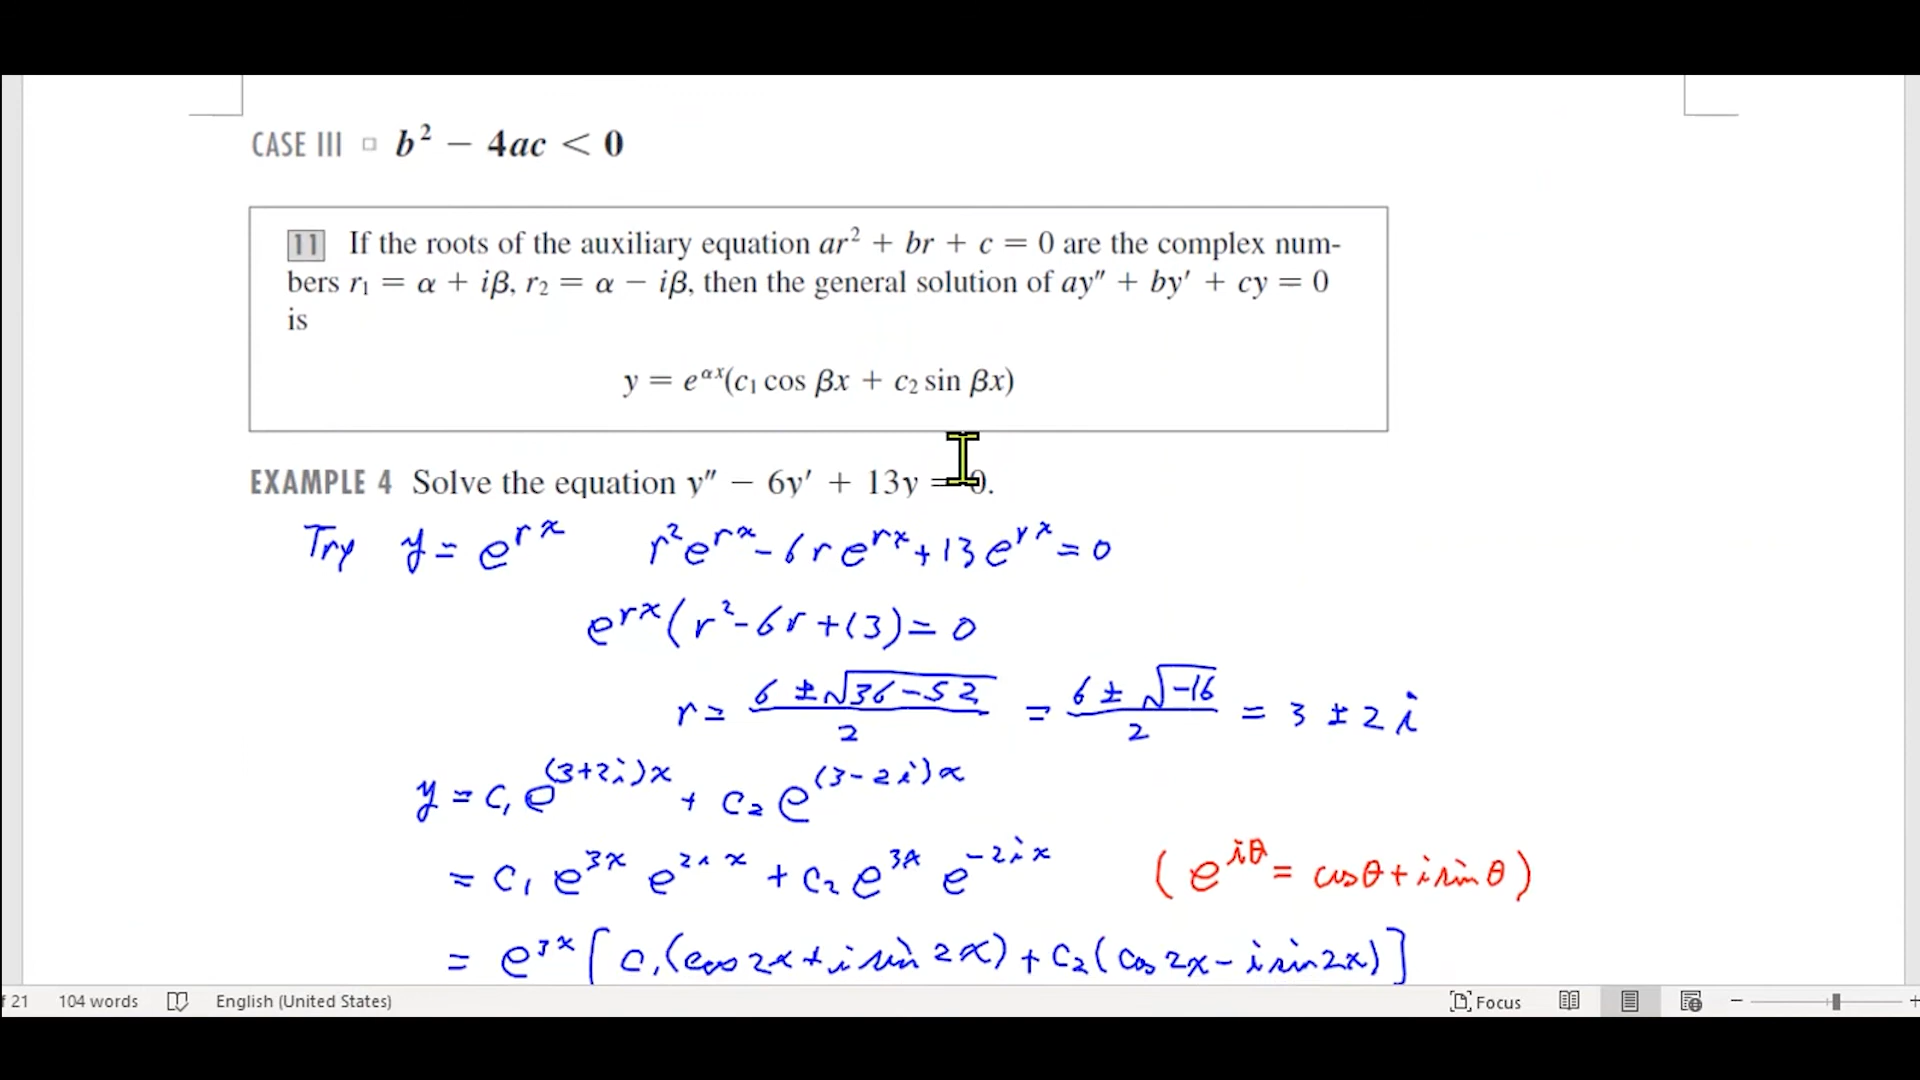 CASE III □ b² − 4ac < 0
11 If the roots of the auxiliary equation ar² + br + c = 0 are the complex num-
bers r₁ = α + iβ, r₂ = α − iβ, then the general solution of ay″ + by′ + cy = 0
is
y = e^{αx}(c₁ cos βx + c₂ sin βx)
EXAMPLE 4 Solve the equation y″ − 6y′ + 13y = 0.
Try y = e^{rx} r²e^{rx} − 6re^{rx} + 13e^{rx} = 0
e^{rx}(r² − 6r + 13) = 0
r = (6 ± √(36−52))/2 = (6 ± √(−16))/2 = 3 ± 2i
y = c₁e^{(3+2i)x} + c₂e^{(3−2i)x}
= c₁ e^{3x} e^{2ix} + c₂ e^{3x} e^{−2ix} (e^{iθ} = cosθ + i sinθ)
= e^{3x}[c₁(cos 2x + i sin 2x) + c₂(cos 2x − i sin 2x)]
f 21 104 words English (United States) Focus − +